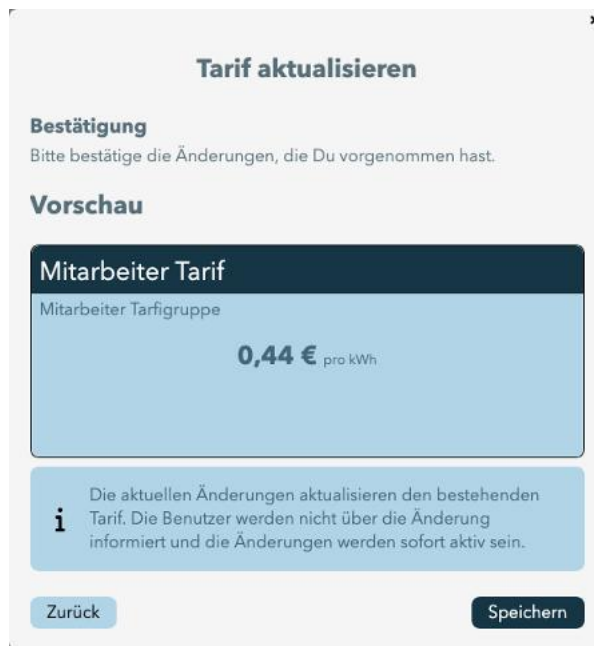 Tarif aktualisieren
Bestätigung
Bitte bestätige die Änderungen, die Du vorgenommen hast.
Vorschau
Mitarbeiter Tarif
Mitarbeiter Tarfigruppe
0,44 € pro kWh
Die aktuellen Änderungen aktualisieren den bestehenden
i Tarif. Die Benutzer werden nicht über die Änderung
informiert und die Änderungen werden sofort aktiv sein.
Zurück Speichern